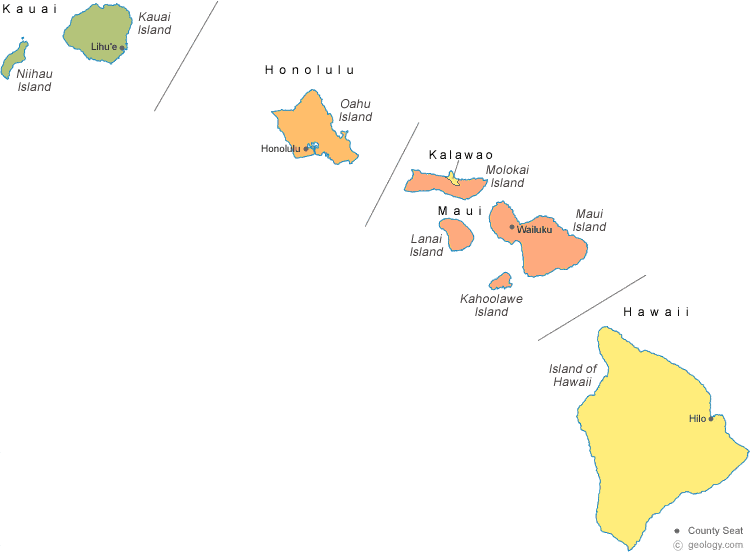 Kauai
Kauai
Island
Lihu'e
Niihau
Island
Honolulu
Oahu
Island
Honolulu
Kalawao
Molokai
Island
Maui
Maui
Island
Wailuku
Lanai
Island
Kahoolawe
Island
Hawaii
Island of
Hawaii
Hilo
County Seat
© geology.com